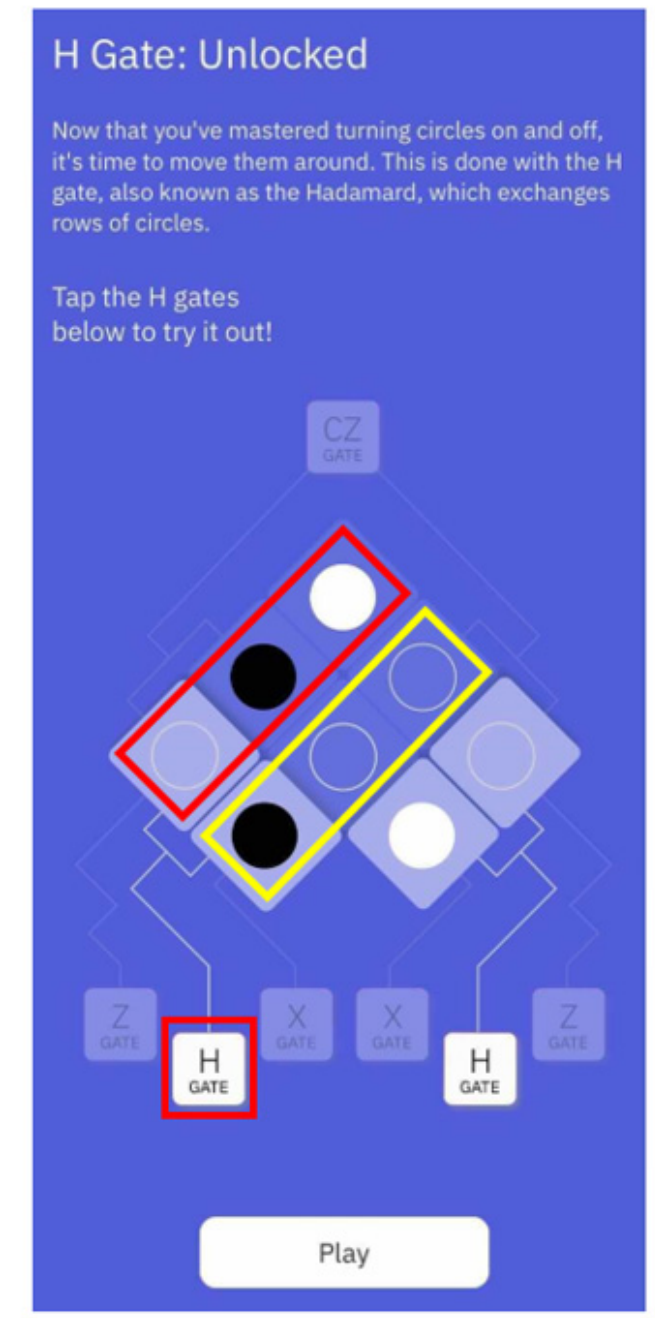 H Gate: Unlocked
Now that you've mastered turning circles on and off,
it's time to move them around. This is done with the H
gate, also known as the Hadamard, which exchanges
rows of circles.
Tap the H gates
below to try it out!
CZ
GATE
Z
GATE
H
GATE
X
GATE
X
GATE
H
GATE
Z
GATE
Play